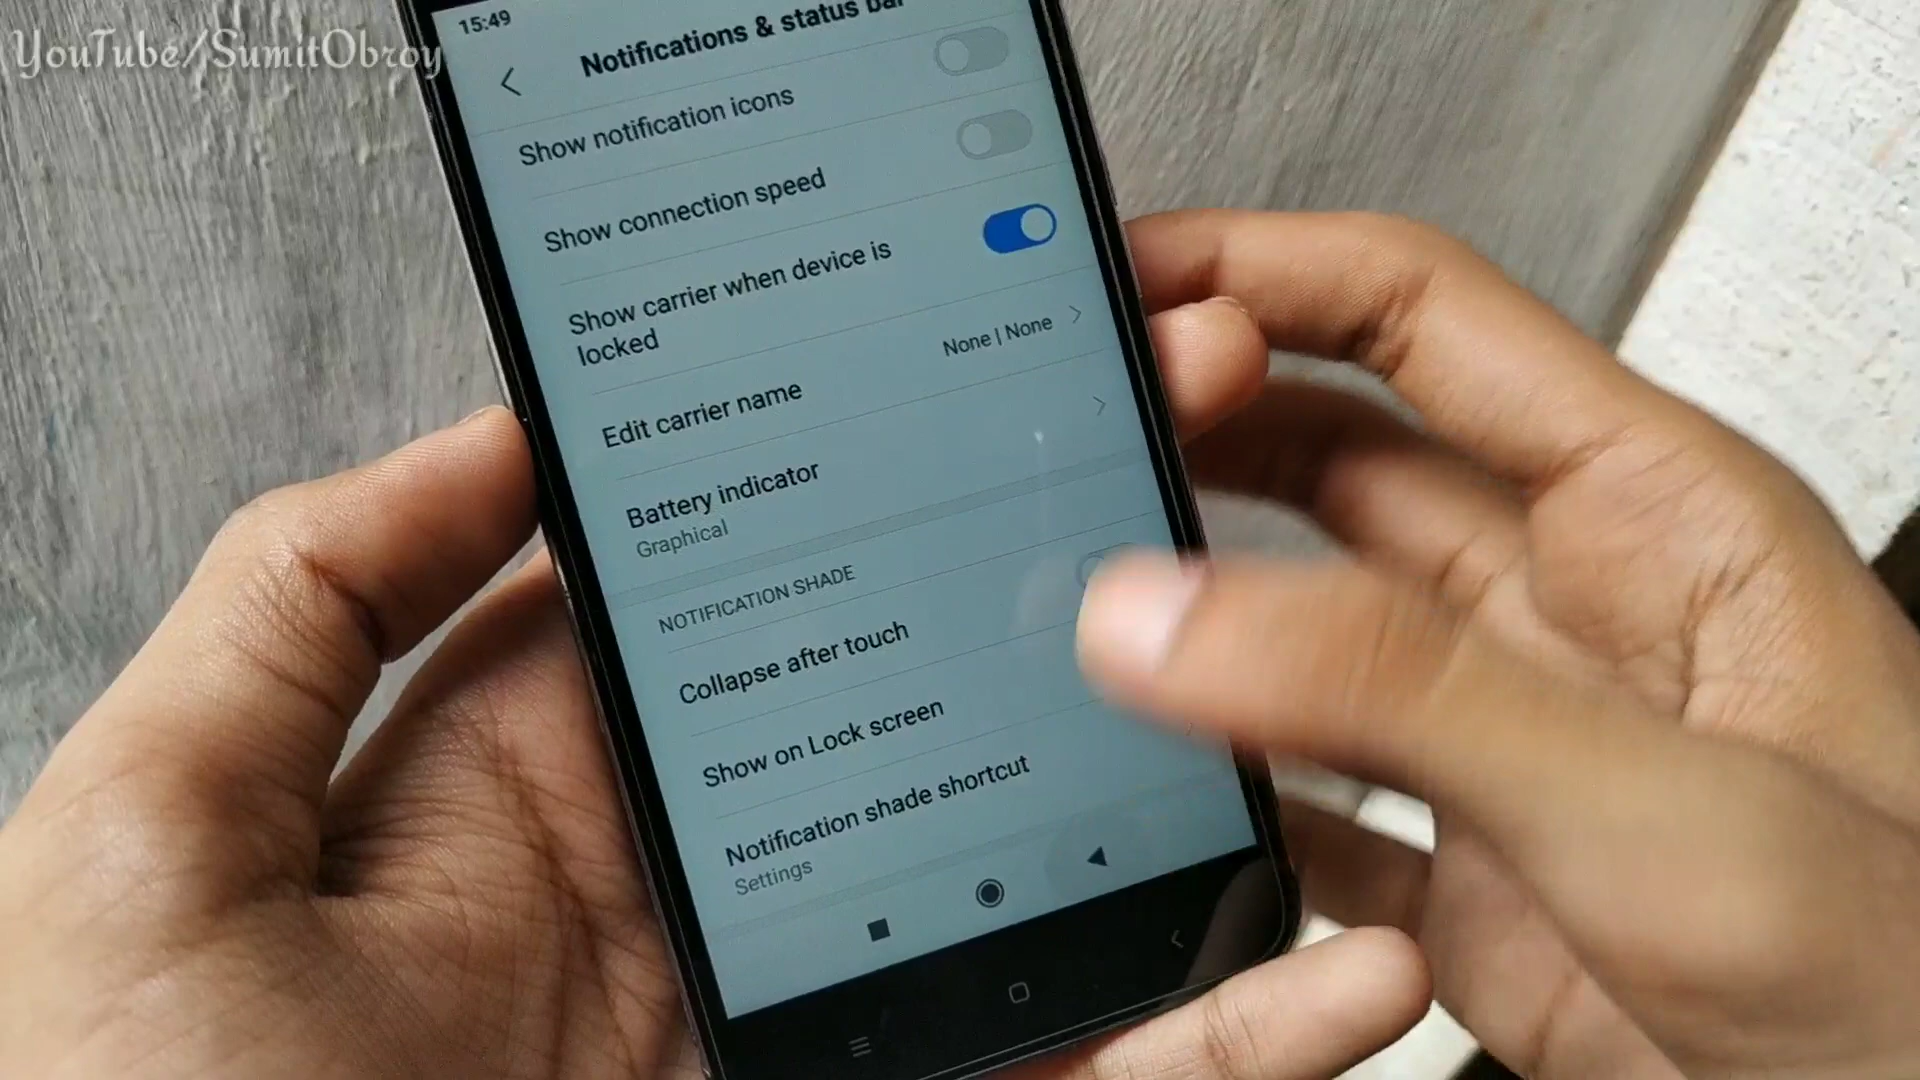 YouTube/SumitObroy
15:49
Notifications & status bar
Show notification icons
Show connection speed
Show carrier when device is
locked
Edit carrier name
None | None
Battery indicator
Graphical
NOTIFICATION SHADE
Collapse after touch
Show on Lock screen
Notification shade shortcut
Settings